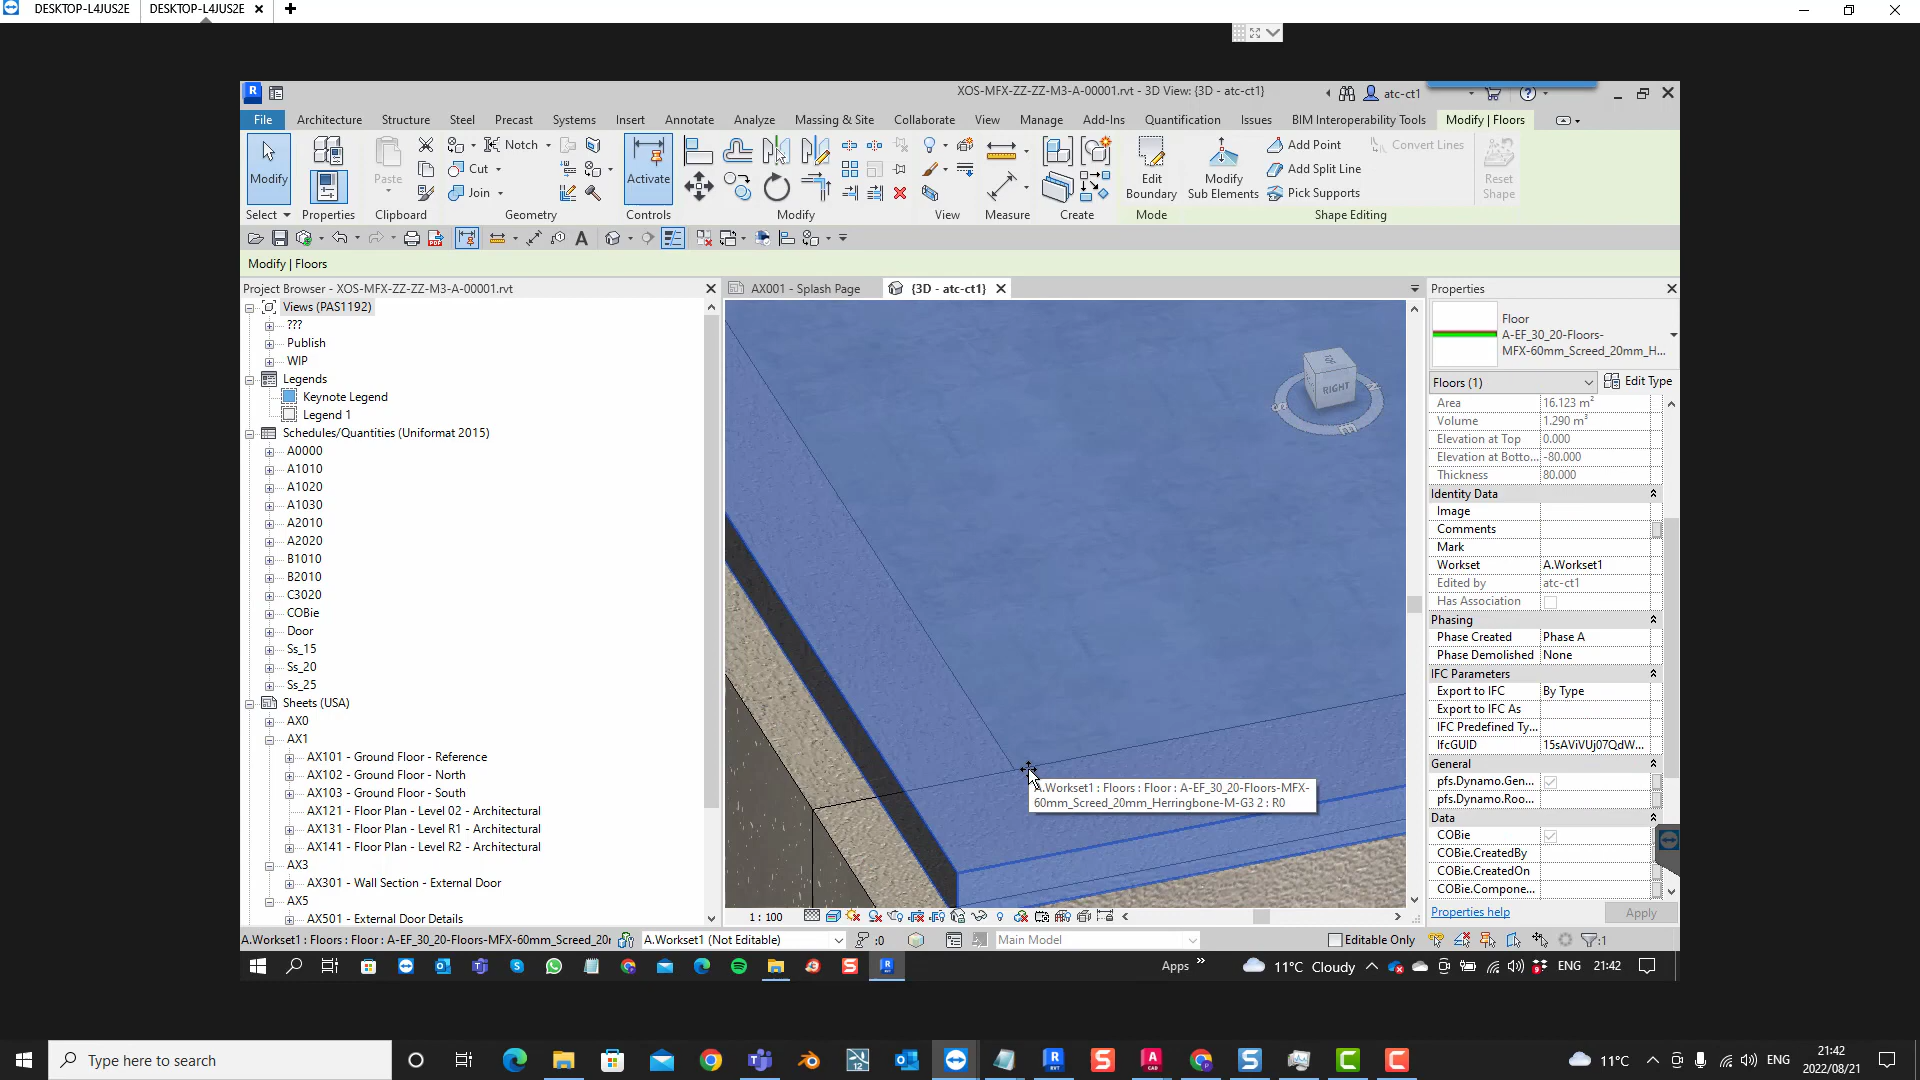 DESKTOP-L4JUS2E
DESKTOP-L4JUS2E
XOS-MFX-ZZ-ZZ-M3-A-00001.rvt - 3D View: {3D - atc-ct1}
atc-ct1
File
Architecture
Structure
Steel
Precast
Systems
Insert
Annotate
Analyze
Massing & Site
Collaborate
View
Manage
Add-Ins
Quantification
Issues
BIM Interoperability Tools
Modify | Floors
Modify
Paste
Notch
Cut
Join
Activate
Edit Boundary
Modify Sub Elements
Add Point
Add Split Line
Pick Supports
Convert Lines
Reset Shape
Select
Properties
Clipboard
Geometry
Controls
Modify
View
Measure
Create
Mode
Shape Editing
Modify | Floors
Project Browser - XOS-MFX-ZZ-ZZ-M3-A-00001.rvt
Views (PAS1192)
???
Publish
WIP
Legends
Keynote Legend
Legend 1
Schedules/Quantities (Uniformat 2015)
A0000
A1010
A1020
A1030
A2010
A2020
B1010
B2010
C3020
COBie
Door
Ss_15
Ss_20
Ss_25
Sheets (USA)
AX0
AX1
AX101 - Ground Floor - Reference
AX102 - Ground Floor - North
AX103 - Ground Floor - South
AX121 - Floor Plan - Level 02 - Architectural
AX131 - Floor Plan - Level R1 - Architectural
AX141 - Floor Plan - Level R2 - Architectural
AX3
AX301 - Wall Section - External Door
AX5
AX501 - External Door Details
AX001 - Splash Page
{3D - atc-ct1}
RIGHT
A.Workset1 : Floors : Floor : A-EF_30_20-Floors-MFX-
60mm_Screed_20mm_Herringbone-M-G3 2 : R0
1 : 100
Properties
Floor
A-EF_30_20-Floors-
MFX-60mm_Screed_20mm_H...
Floors (1)
Edit Type
Area 16.123 m²
Volume 1.290 m³
Elevation at Top 0.000
Elevation at Botto... -80.000
Thickness 80.000
Identity Data
Image
Comments
Mark
Workset A.Workset1
Edited by atc-ct1
Has Association
Phasing
Phase Created Phase A
Phase Demolished None
IFC Parameters
Export to IFC By Type
Export to IFC As
IFC Predefined Ty...
IfcGUID 15sAViVUj07QdW...
General
pfs.Dynamo.Gen...
pfs.Dynamo.Roo...
Data
COBie
COBie.CreatedBy
COBie.CreatedOn
COBie.Compone...
Properties help
Apply
A.Workset1 : Floors : Floor : A-EF_30_20-Floors-MFX-60mm_Screed_20
A.Workset1 (Not Editable)
:0
Main Model
Editable Only
:1
Apps
11°C Cloudy
ENG
21:42
Type here to search
11°C
ENG
21:42
2022/08/21